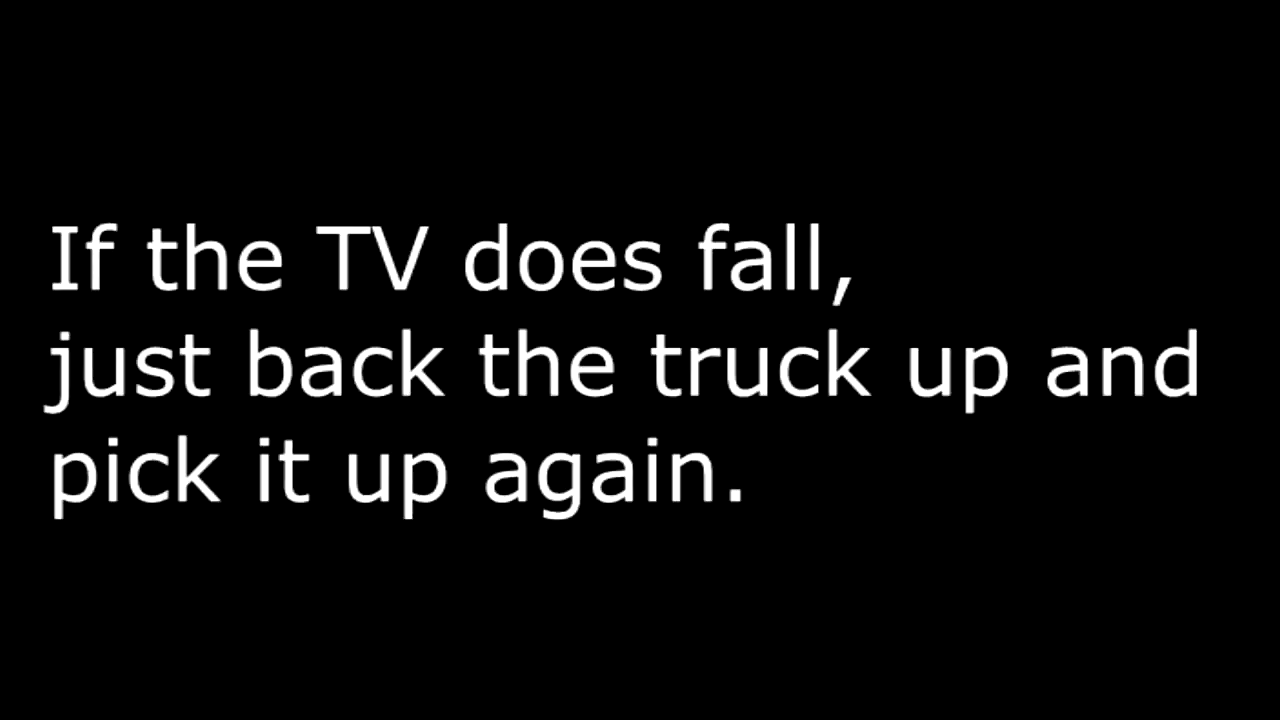 If the TV does fall,
just back the truck up and
pick it up again.